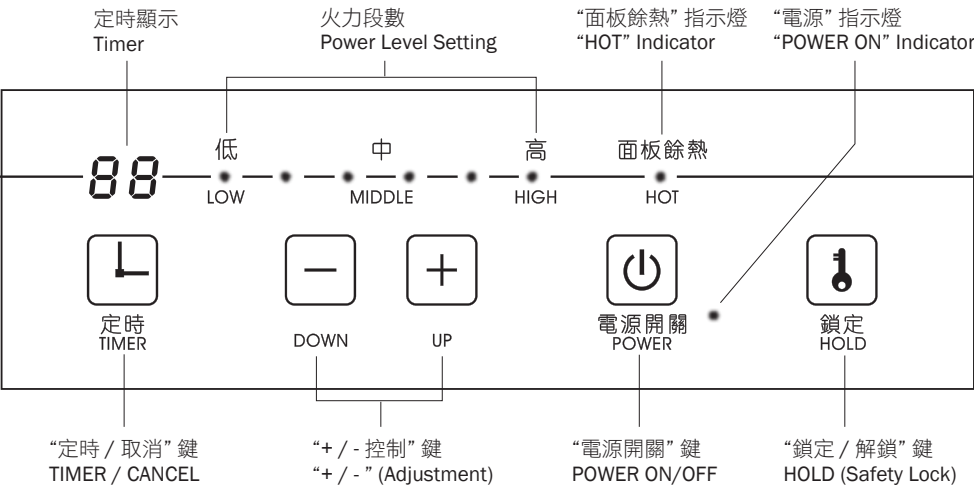 定時顯示
Timer
火力段數
Power Level Setting
“面板餘熱” 指示燈
“HOT” Indicator
“電源” 指示燈
“POWER ON” Indicator
88
低
中
高
面板餘熱
LOW
MIDDLE
HIGH
HOT
定時
TIMER
DOWN
UP
電源開關
POWER
鎖定
HOLD
“定時 / 取消” 鍵
TIMER / CANCEL
“+ / - 控制” 鍵
“+ / - ” (Adjustment)
“電源開關” 鍵
POWER ON/OFF
“鎖定 / 解鎖” 鍵
HOLD (Safety Lock)